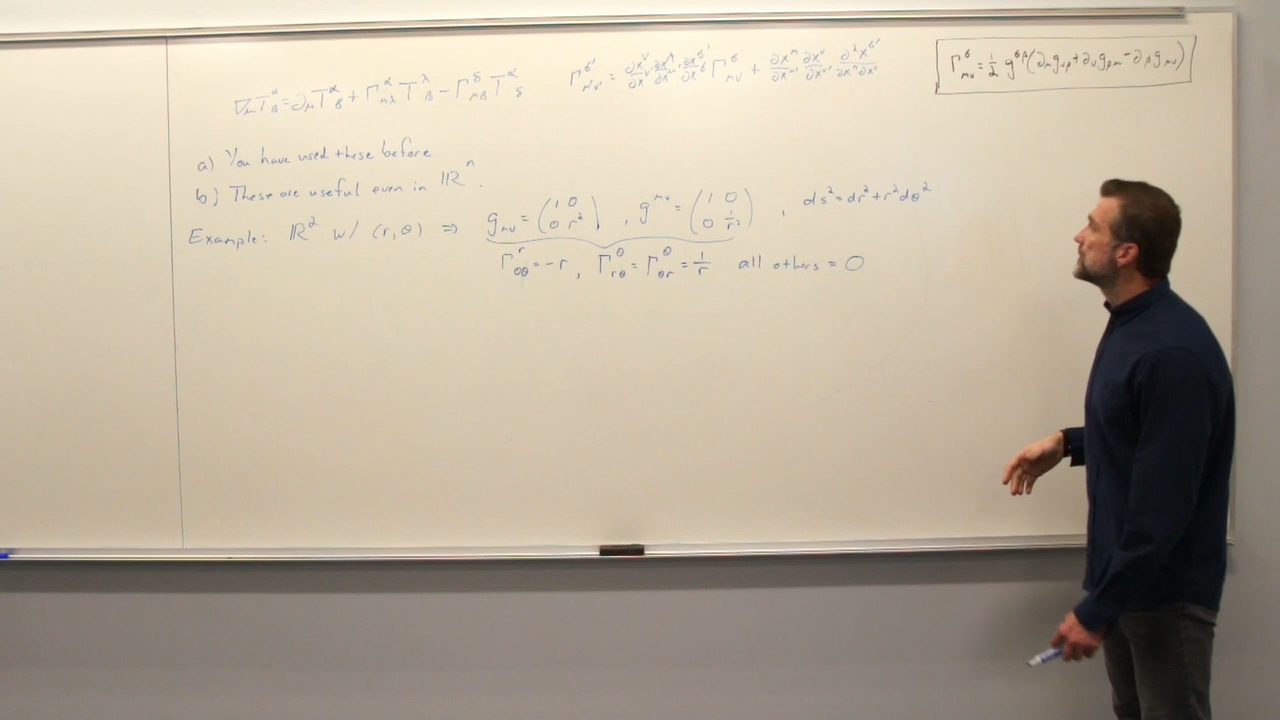 ∇_μ T^α_β = ∂_μ T^α_β + Γ^α_{μλ} T^λ_β − Γ^δ_{μβ} T^α_δ
Γ^{σ'}_{μ'ν'} = ∂x^ν/∂x^{ν'} ∂x^μ/∂x^{μ'} ∂x^{σ'}/∂x^σ Γ^σ_{μν} + ∂x^μ/∂x^{μ'} ∂x^ν/∂x^{ν'} ∂²x^{σ'}/∂x^μ∂x^ν
Γ^σ_{μν} = 1/2 g^{σρ}(∂_μ g_{νρ} + ∂_ν g_{ρμ} − ∂_ρ g_{μν})
a) You have used these before
b) These are useful even in ℝ^n.
Example: ℝ² w/ (r, θ) ⇒ g_{μν} = (1 0; 0 r²), g^{μν} = (1 0; 0 1/r²), ds² = dr² + r²dθ²
Γ^r_{θθ} = −r, Γ^θ_{rθ} = Γ^θ_{θr} = 1/r all others = 0